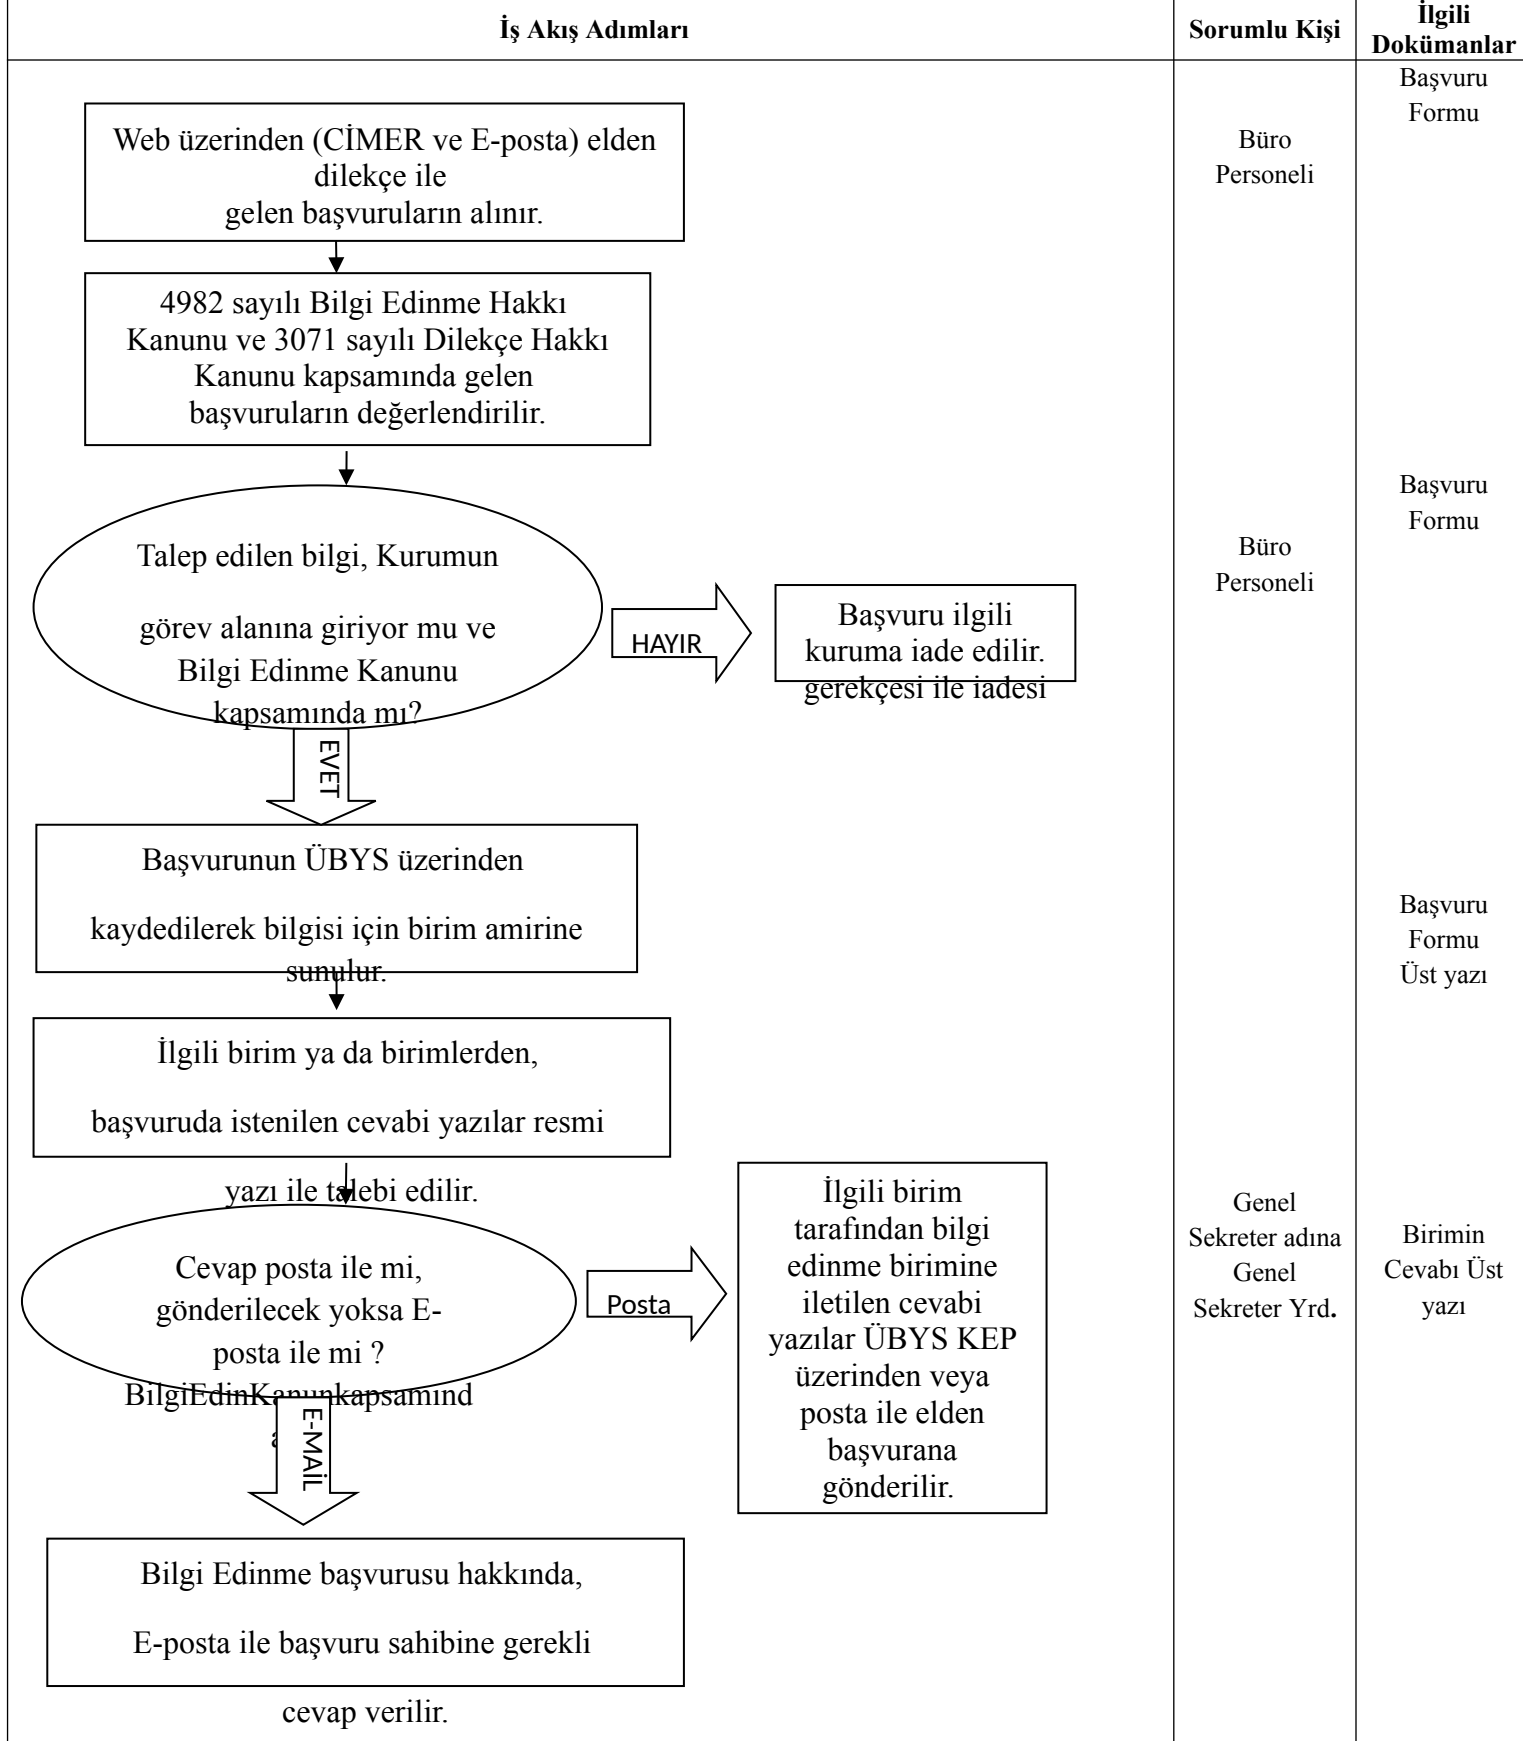 İş Akış Adımları
Sorumlu Kişi
İlgili
Dokümanlar
Başvuru
Formu
Web üzerinden (CİMER ve E-posta) elden
dilekçe ile
gelen başvuruların alınır.
Büro
Personeli
4982 sayılı Bilgi Edinme Hakkı
Kanunu ve 3071 sayılı Dilekçe Hakkı
Kanunu kapsamında gelen
başvuruların değerlendirilir.
Talep edilen bilgi, Kurumun
görev alanına giriyor mu ve
Bilgi Edinme Kanunu
kapsamında mı?
HAYIR
Başvuru ilgili
kuruma iade edilir.
gerekçesi ile iadesi
Büro
Personeli
Başvuru
Formu
EVET
Başvurunun ÜBYS üzerinden
kaydedilerek bilgisi için birim amirine
sunulur.
Başvuru
Formu
Üst yazı
İlgili birim ya da birimlerden,
başvuruda istenilen cevabi yazılar resmi
yazı ile talebi edilir.
Cevap posta ile mi,
gönderilecek yoksa E-
posta ile mi ?
BilgiEdinKanunkapsamınd
Posta
İlgili birim
tarafından bilgi
edinme birimine
iletilen cevabi
yazılar ÜBYS KEP
üzerinden veya
posta ile elden
başvurana
gönderilir.
Genel
Sekreter adına
Genel
Sekreter Yrd.
Birimin
Cevabı Üst
yazı
E-MAİL
Bilgi Edinme başvurusu hakkında,
E-posta ile başvuru sahibine gerekli
cevap verilir.